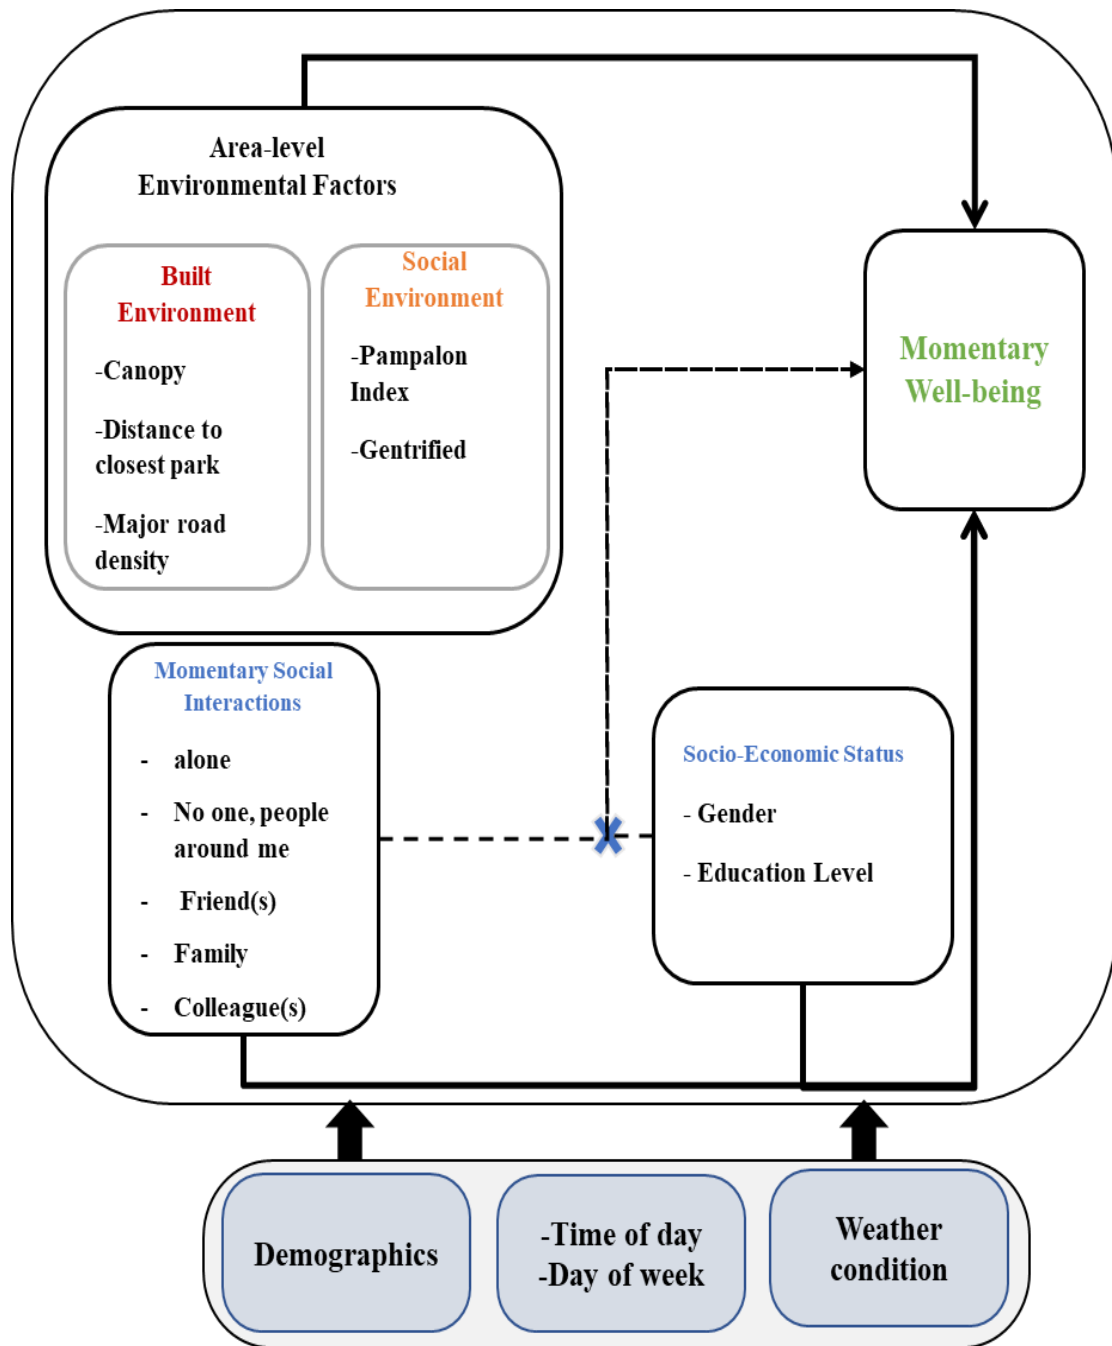 Area-level
Environmental Factors
Built
Environment
-Canopy
-Distance to
closest park
-Major road
density
Social
Environment
-Pampalon
Index
-Gentrified
Momentary
Well-being
Momentary Social
Interactions
- alone
- No one, people
around me
- Friend(s)
- Family
- Colleague(s)
X
Socio-Economic Status
- Gender
- Education Level
Demographics
-Time of day
-Day of week
Weather
condition